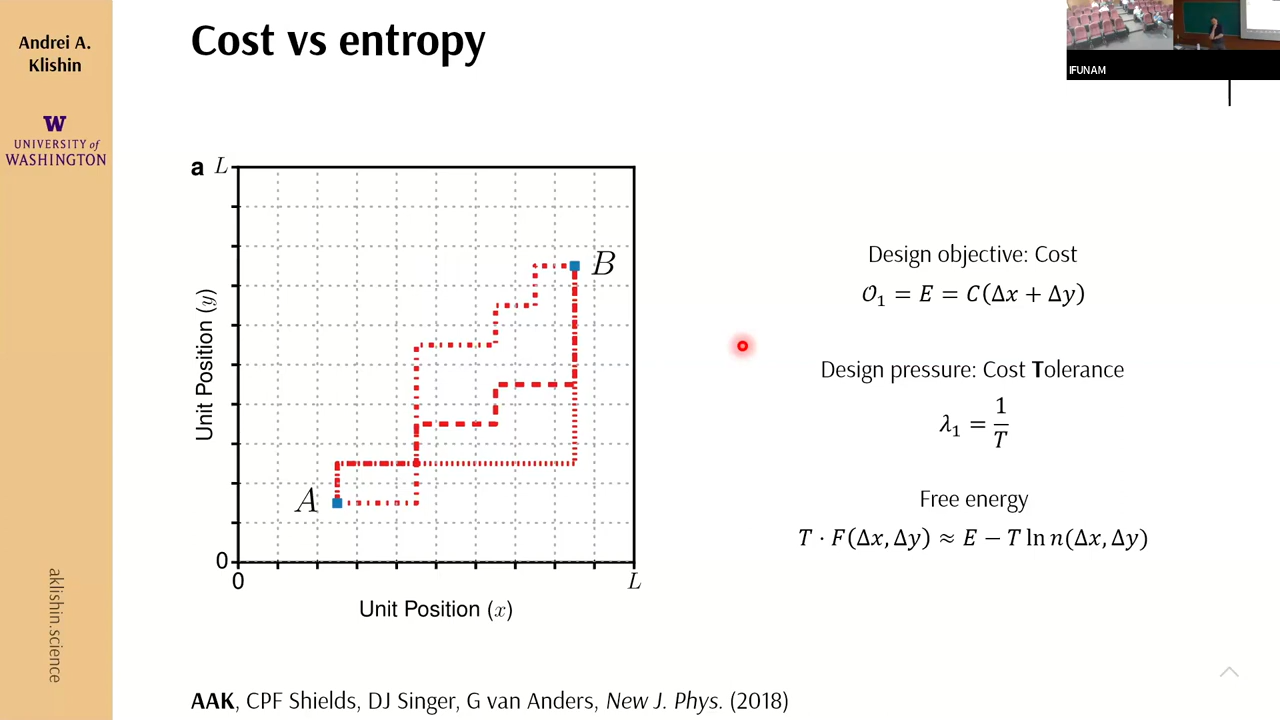 Andrei A.
Klishin
W
UNIVERSITY of
WASHINGTON
aklishin.science
Cost vs entropy
IFUNAM
a
L
B
A
Unit Position (y)
0
0
L
Unit Position (x)
Design objective: Cost
𝒪₁ = E = C(Δx + Δy)
Design pressure: Cost Tolerance
λ₁ = 1/T
Free energy
T · F(Δx, Δy) ≈ E − T ln n(Δx, Δy)
AAK, CPF Shields, DJ Singer, G van Anders, New J. Phys. (2018)